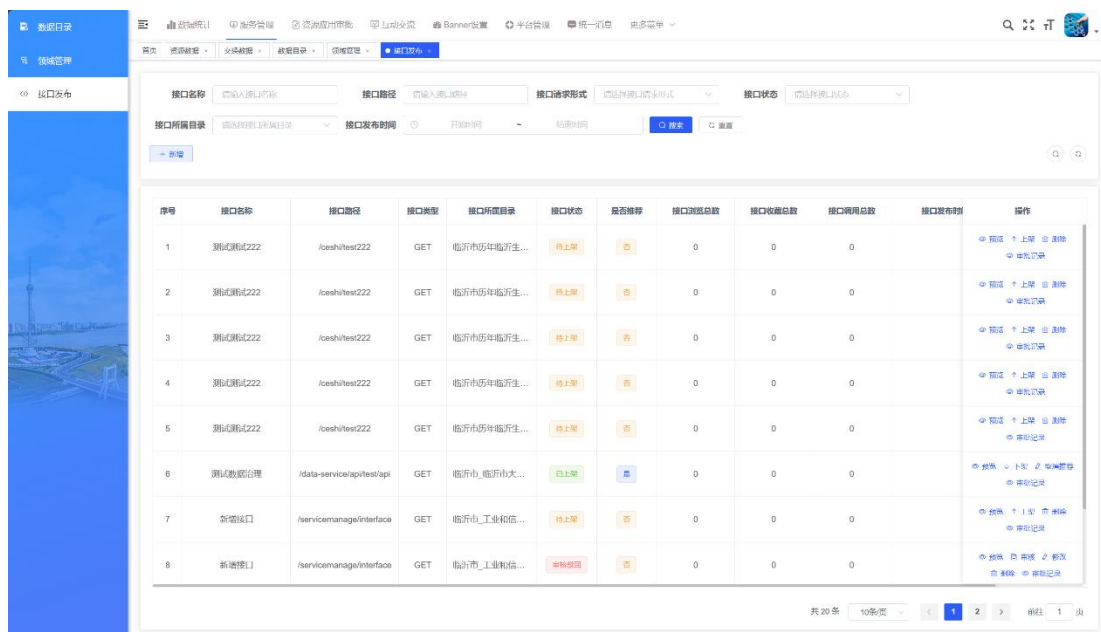 数据目录
领域管理
接口发布
数据统计 服务管理 资源应用审批 互动交流 Banner设置 平台管理 统一消息 更多菜单
首页 资源数据 × 交换数据 × 数据目录 × 领域管理 × 接口发布 ×
接口名称 请输入接口名称 接口路径 请输入接口路径 接口请求形式 请选择接口请求形式 接口状态 请选择接口状态
接口所属目录 请选择接口所属目录 接口发布时间 开始时间 ~ 结束时间 搜索 重置
+ 新增
序号 接口名称 接口路径 接口类型 接口所属目录 接口状态 是否推荐 接口浏览总数 接口收藏总数 接口调用总数 接口发布时 操作
1 测试测试222 /ceshi/test222 GET 临沂市历年临沂生... 待上架 否 0 0 0 预览 上架 删除
审批记录
2 测试测试222 /ceshi/test222 GET 临沂市历年临沂生... 待上架 否 0 0 0 预览 上架 删除
审批记录
3 测试测试222 /ceshi/test222 GET 临沂市历年临沂生... 待上架 否 0 0 0 预览 上架 删除
审批记录
4 测试测试222 /ceshi/test222 GET 临沂市历年临沂生... 待上架 否 0 0 0 预览 上架 删除
审批记录
5 测试测试222 /ceshi/test222 GET 临沂市历年临沂生... 待上架 否 0 0 0 预览 上架 删除
审批记录
6 测试数据治理 /data-service/api/test/api GET 临沂市_临沂市大... 已上架 是 0 0 0 预览 下架 取消推荐
审批记录
7 新增接口 /servicemanage/interface GET 临沂市_工业和信... 待上架 否 0 0 0 预览 上架 删除
审批记录
8 新增接口 /servicemanage/interface GET 临沂市_工业和信... 审核驳回 否 0 0 0 预览 审核 修改
删除 审批记录
共 20 条 10条/页 < 1 2 > 前往 1 页